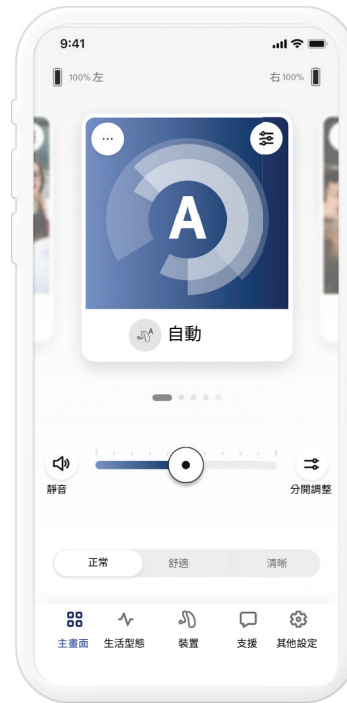 9:41
100% 左
右 100%
A
A 自動
靜音
分開調整
正常 舒適 清晰
主畫面 生活型態 裝置 支援 其他設定